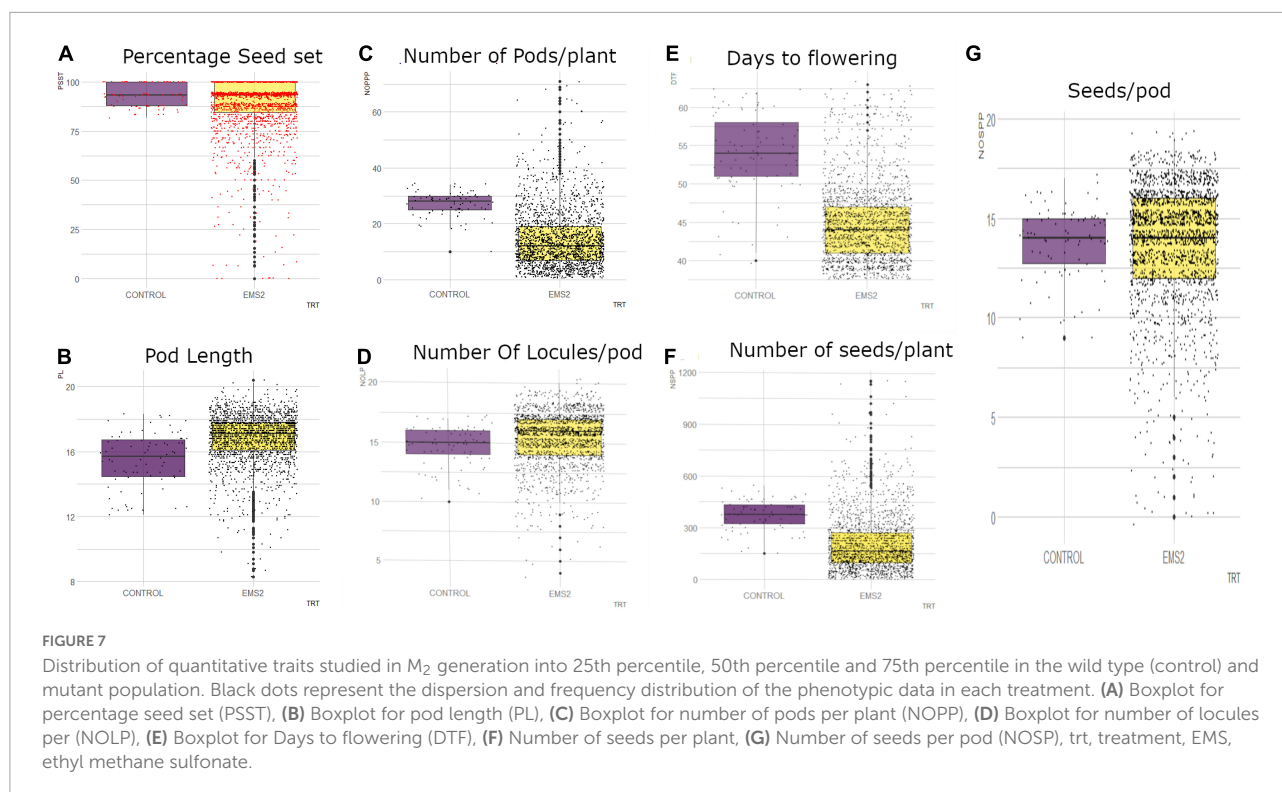 A
Percentage Seed set
PSST
100
75
50
25
0
CONTROL
EMS2
TRT
B
Pod Length
PL
20
16
12
8
CONTROL
EMS2
TRT
C
Number of Pods/plant
NOPPP
60
40
20
0
CONTROL
EMS2
TRT
D
Number Of Locules/pod
NOLP
20
15
10
5
CONTROL
EMS2
TRT
E
Days to flowering
DTF
60
55
50
45
40
CONTROL
EMS2
TRT
F
Number of seeds/plant
NSPP
1200
900
600
300
0
CONTROL
EMS2
TRT
G
Seeds/pod
NOSPP
20
15
10
5
0
CONTROL
EMS2
TRT
FIGURE 7
Distribution of quantitative traits studied in M₂ generation into 25th percentile, 50th percentile and 75th percentile in the wild type (control) and
mutant population. Black dots represent the dispersion and frequency distribution of the phenotypic data in each treatment. (A) Boxplot for
percentage seed set (PSST), (B) Boxplot for pod length (PL), (C) Boxplot for number of pods per plant (NOPP), (D) Boxplot for number of locules
per (NOLP), (E) Boxplot for Days to flowering (DTF), (F) Number of seeds per plant, (G) Number of seeds per pod (NOSP), trt, treatment, EMS,
ethyl methane sulfonate.